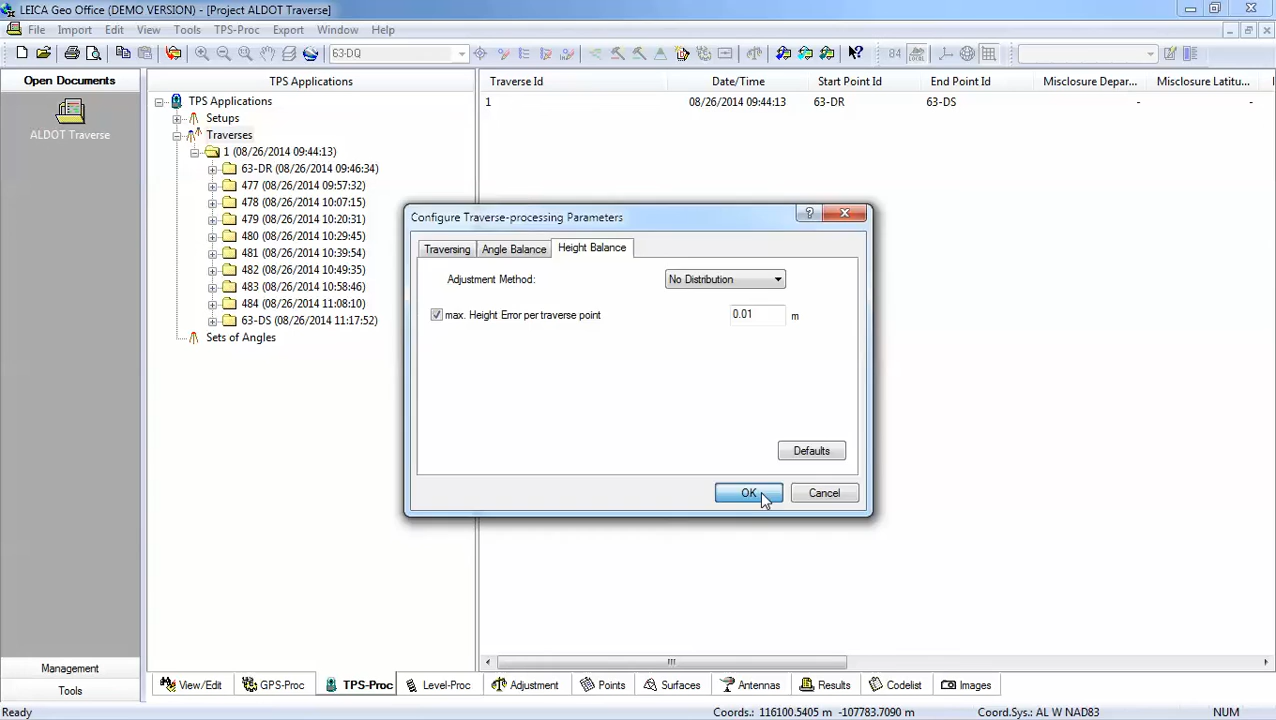 LEICA Geo Office (DEMO VERSION) - [Project ALDOT Traverse]
File Import Edit View Tools TPS-Proc Export Window Help
63-DQ
84
LOCAL
Open Documents
ALDOT Traverse
Management
Tools
TPS Applications
TPS Applications
Setups
Traverses
1 (08/26/2014 09:44:13)
63-DR (08/26/2014 09:46:34)
477 (08/26/2014 09:57:32)
478 (08/26/2014 10:07:15)
479 (08/26/2014 10:20:31)
480 (08/26/2014 10:29:45)
481 (08/26/2014 10:39:54)
482 (08/26/2014 10:49:35)
483 (08/26/2014 10:58:46)
484 (08/26/2014 11:08:10)
63-DS (08/26/2014 11:17:52)
Sets of Angles
Traverse Id Date/Time Start Point Id End Point Id Misclosure Depar... Misclosure Latitu...
1 08/26/2014 09:44:13 63-DR 63-DS - -
Configure Traverse-processing Parameters
Traversing Angle Balance Height Balance
Adjustment Method: No Distribution
max. Height Error per traverse point 0.01 m
Defaults
OK Cancel
View/Edit GPS-Proc TPS-Proc Level-Proc Adjustment Points Surfaces Antennas Results Codelist Images
Ready Coords.: 116100.5405 m -107783.7090 m Coord.Sys.: AL W NAD83 NUM